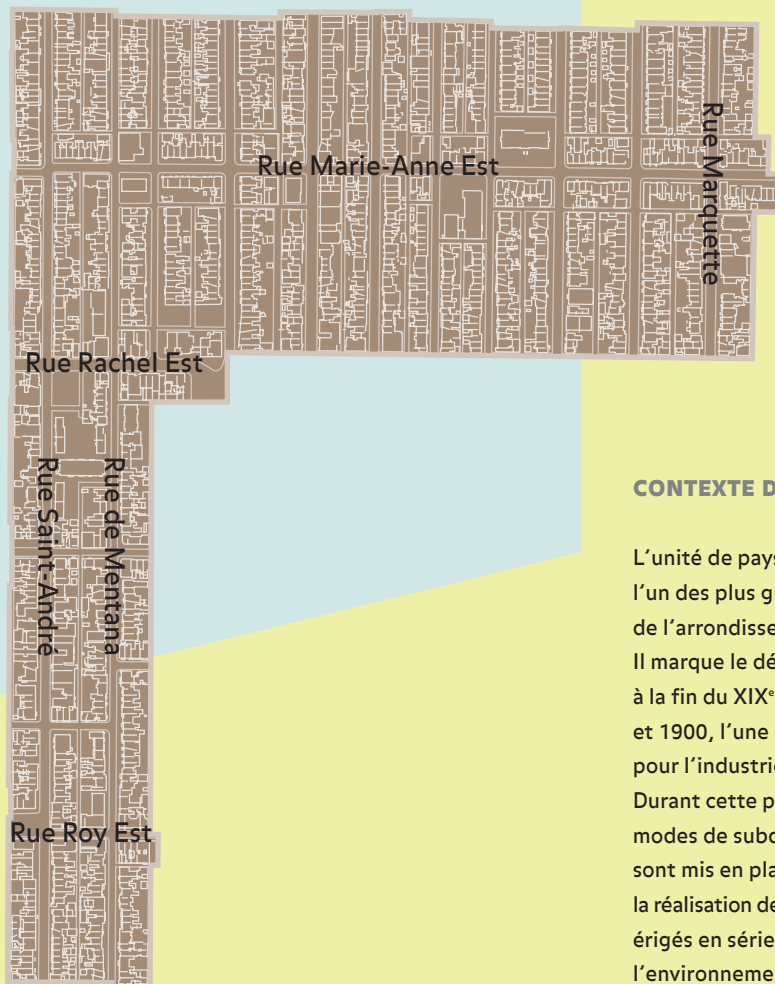 Rue Marie-Anne Est
Rue Marquette
Rue Rachel Est
Rue Saint-André
Rue de Mentana
Rue Roy Est
CONTEXTE D
L'unité de pays
l'un des plus g
de l'arrondisse
Il marque le dé
à la fin du XIXe
et 1900, l'une
pour l'industrie
Durant cette p
modes de subd
sont mis en pla
la réalisation de
érigés en série
l'environneme